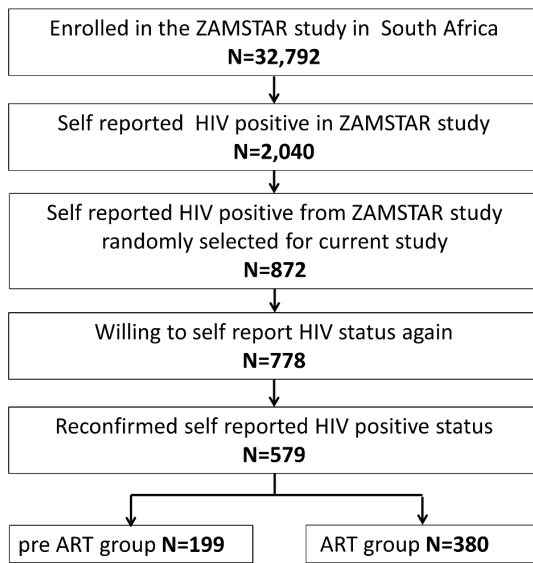 Enrolled in the ZAMSTAR study in South Africa
N=32,792
Self reported HIV positive in ZAMSTAR study
N=2,040
Self reported HIV positive from ZAMSTAR study
randomly selected for current study
N=872
Willing to self report HIV status again
N=778
Reconfirmed self reported HIV positive status
N=579
pre ART group N=199
ART group N=380